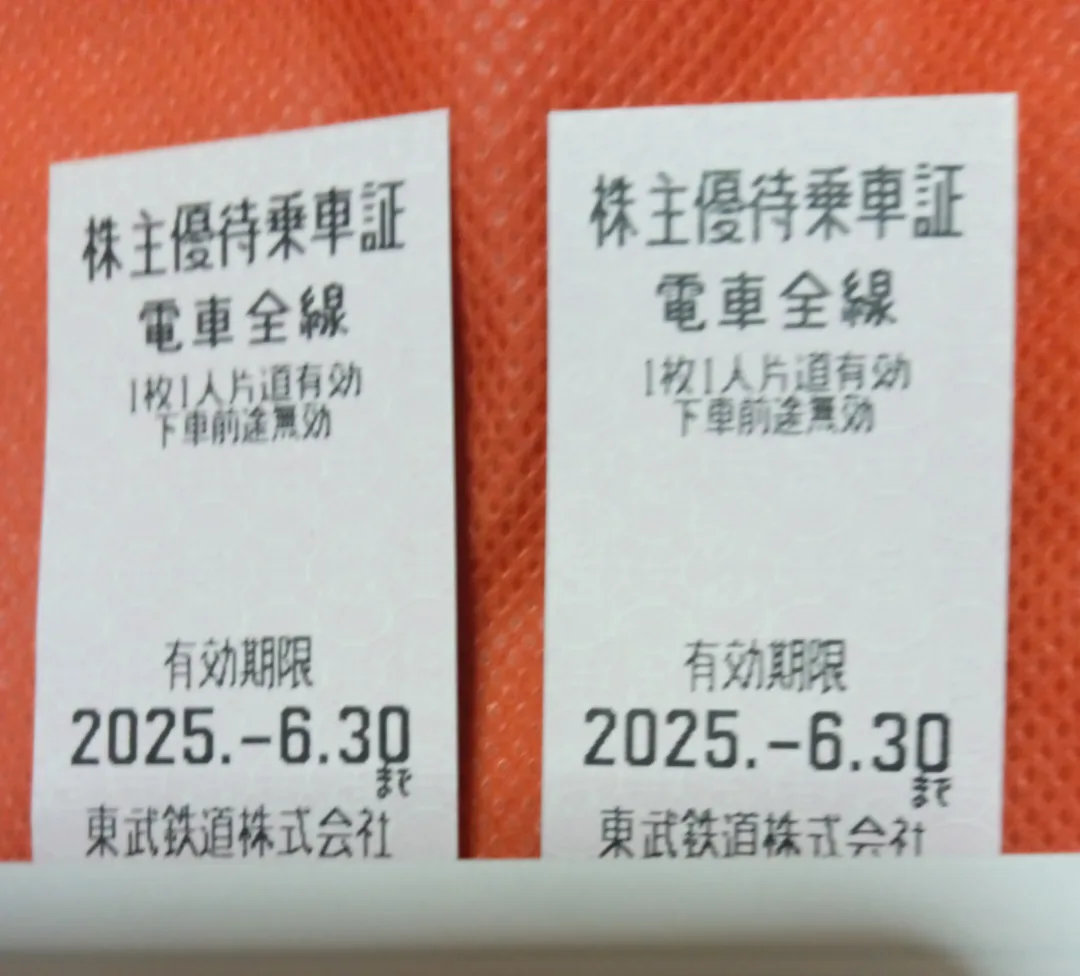 株主優待乗車証
電車全線
1枚1人片道有効
下車前途無効
有効期限
2025.-6.30
まで
東武鉄道株式会社
株主優待乗車証
電車全線
1枚1人片道有効
下車前途無効
有効期限
2025.-6.30
まで
東武鉄道株式会社